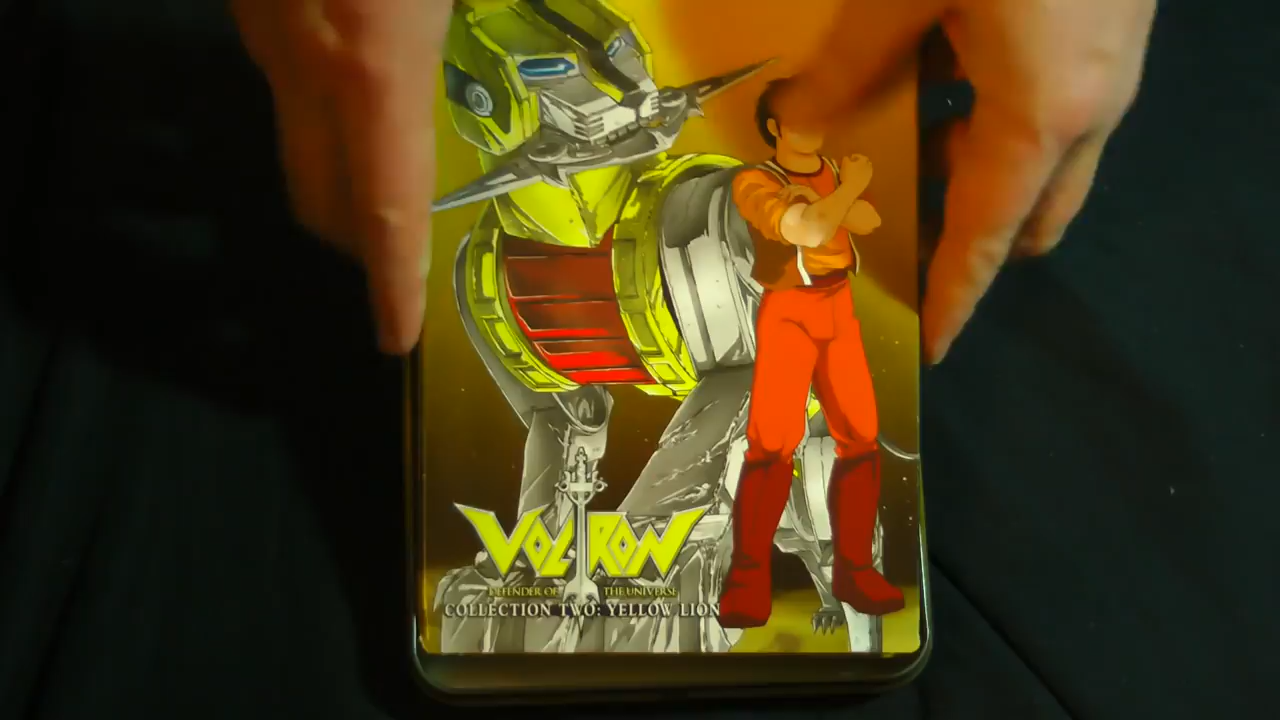 VOLTRON
DEFENDER OF THE UNIVERSE
COLLECTION TWO: YELLOW LION